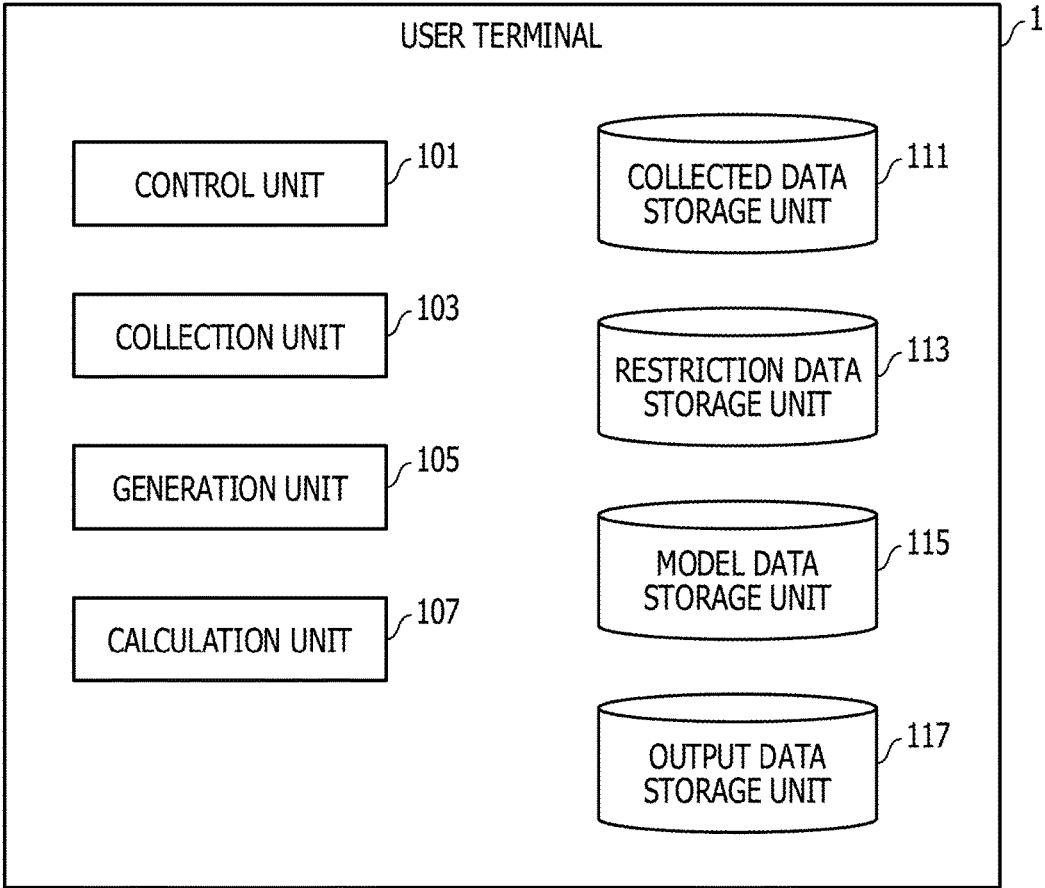 USER TERMINAL
1
CONTROL UNIT
101
COLLECTION UNIT
103
GENERATION UNIT
105
CALCULATION UNIT
107
COLLECTED DATA
STORAGE UNIT
111
RESTRICTION DATA
STORAGE UNIT
113
MODEL DATA
STORAGE UNIT
115
OUTPUT DATA
STORAGE UNIT
117